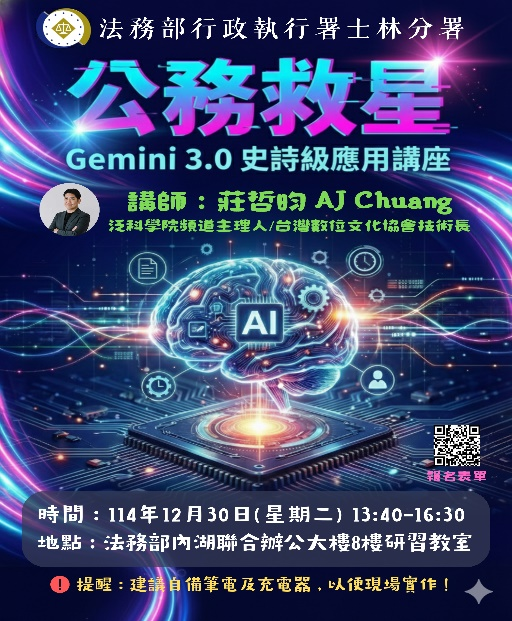 法務部行政執行署士林分署
公務救星
Gemini 3.0 史詩級應用講座
講師：莊哲昀 AJ Chuang
泛科學院頻道主理人/台灣數位文化協會技術長
AI
報名表單
時間：114年12月30日(星期二) 13:40-16:30
地點：法務部內湖聯合辦公大樓8樓研習教室
! 提醒：建議自備筆電及充電器，以便現場實作！